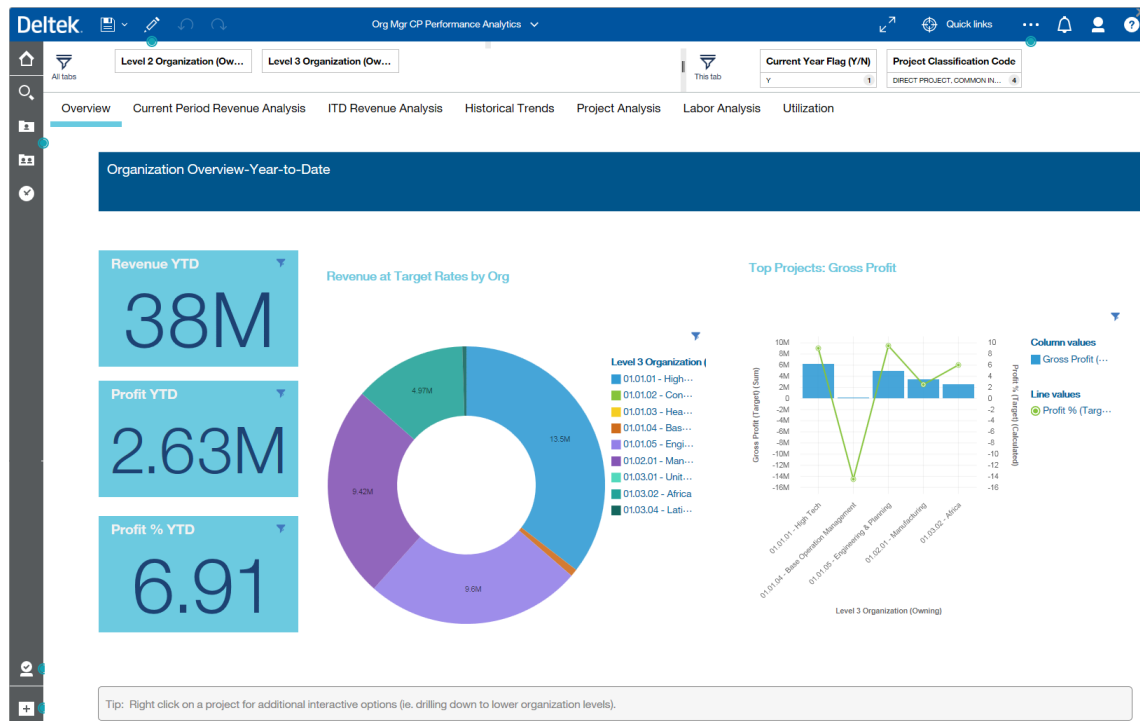 Deltek.
Org Mgr CP Performance Analytics
Quick links
All tabs
Level 2 Organization (Ow...
Level 3 Organization (Ow...
This tab
Current Year Flag (Y/N)
Y
1
Project Classification Code
DIRECT PROJECT, COMMON IN...
4
Overview
Current Period Revenue Analysis
ITD Revenue Analysis
Historical Trends
Project Analysis
Labor Analysis
Utilization
Organization Overview-Year-to-Date
Revenue YTD
38M
Profit YTD
2.63M
Profit % YTD
6.91
Revenue at Target Rates by Org
13.5M
9.6M
9.42M
4.97M
Level 3 Organization (
01.01.01 - High···
01.01.02 - Con···
01.01.03 - Hea···
01.01.04 - Bas···
01.01.05 - Engi···
01.02.01 - Man···
01.03.01 - Unit···
01.03.02 - Africa
01.03.04 - Lati···
Top Projects: Gross Profit
Gross Profit (Target) (Sum)
10M
8M
6M
4M
2M
0
-2M
-4M
-6M
-8M
-10M
-12M
-14M
-16M
10
8
6
4
2
0
-2
-4
-6
-8
-10
-12
-14
-16
Profit % (Target) (Calculated)
01.01.01 - High Tech
01.01.04 - Base Operation Management
01.01.05 - Engineering & Planning
01.02.01 - Manufacturing
01.03.02 - Africa
Level 3 Organization (Owning)
Column values
Gross Profit (···
Line values
Profit % (Targ···
Tip: Right click on a project for additional interactive options (ie. drilling down to lower organization levels).